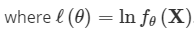 where ℓ (θ) = ln f_θ (X)